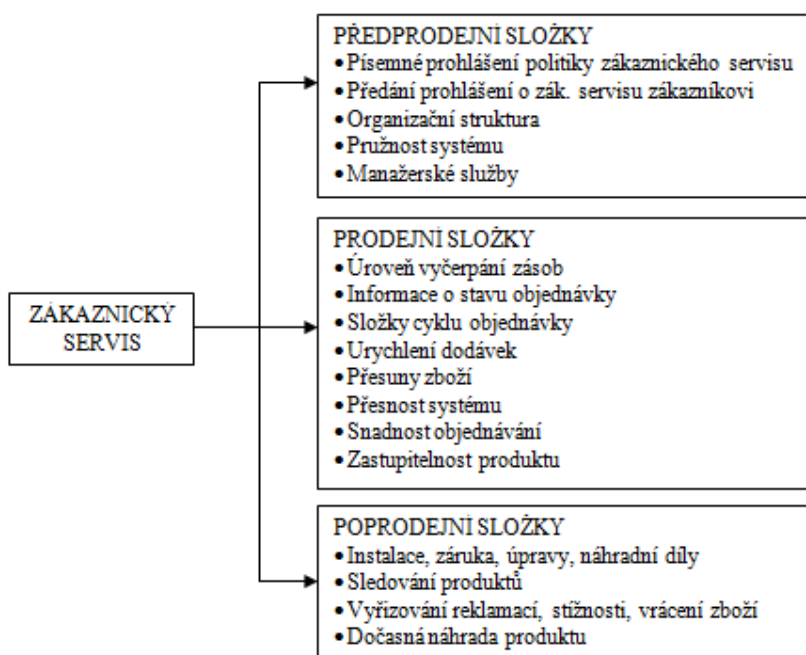 PŘEDPRODEJNÍ SLOŽKY
•Písemné prohlášení politiky zákaznického servisu
•Předání prohlášení o zák. servisu zákazníkovi
•Organizační struktura
•Pružnost systému
•Manažerské služby
ZÁKAZNICKÝ
SERVIS
PRODEJNÍ SLOŽKY
•Úroveň vyčerpání zásob
•Informace o stavu objednávky
•Složky cyklu objednávky
•Urychlení dodávek
•Přesuny zboží
•Přesnost systému
•Snadnost objednávání
•Zastupitelnost produktu
POPRODEJNÍ SLOŽKY
•Instalace, záruka, úpravy, náhradní díly
•Sledování produktů
•Vyřizování reklamací, stížnosti, vrácení zboží
•Dočasná náhrada produktu